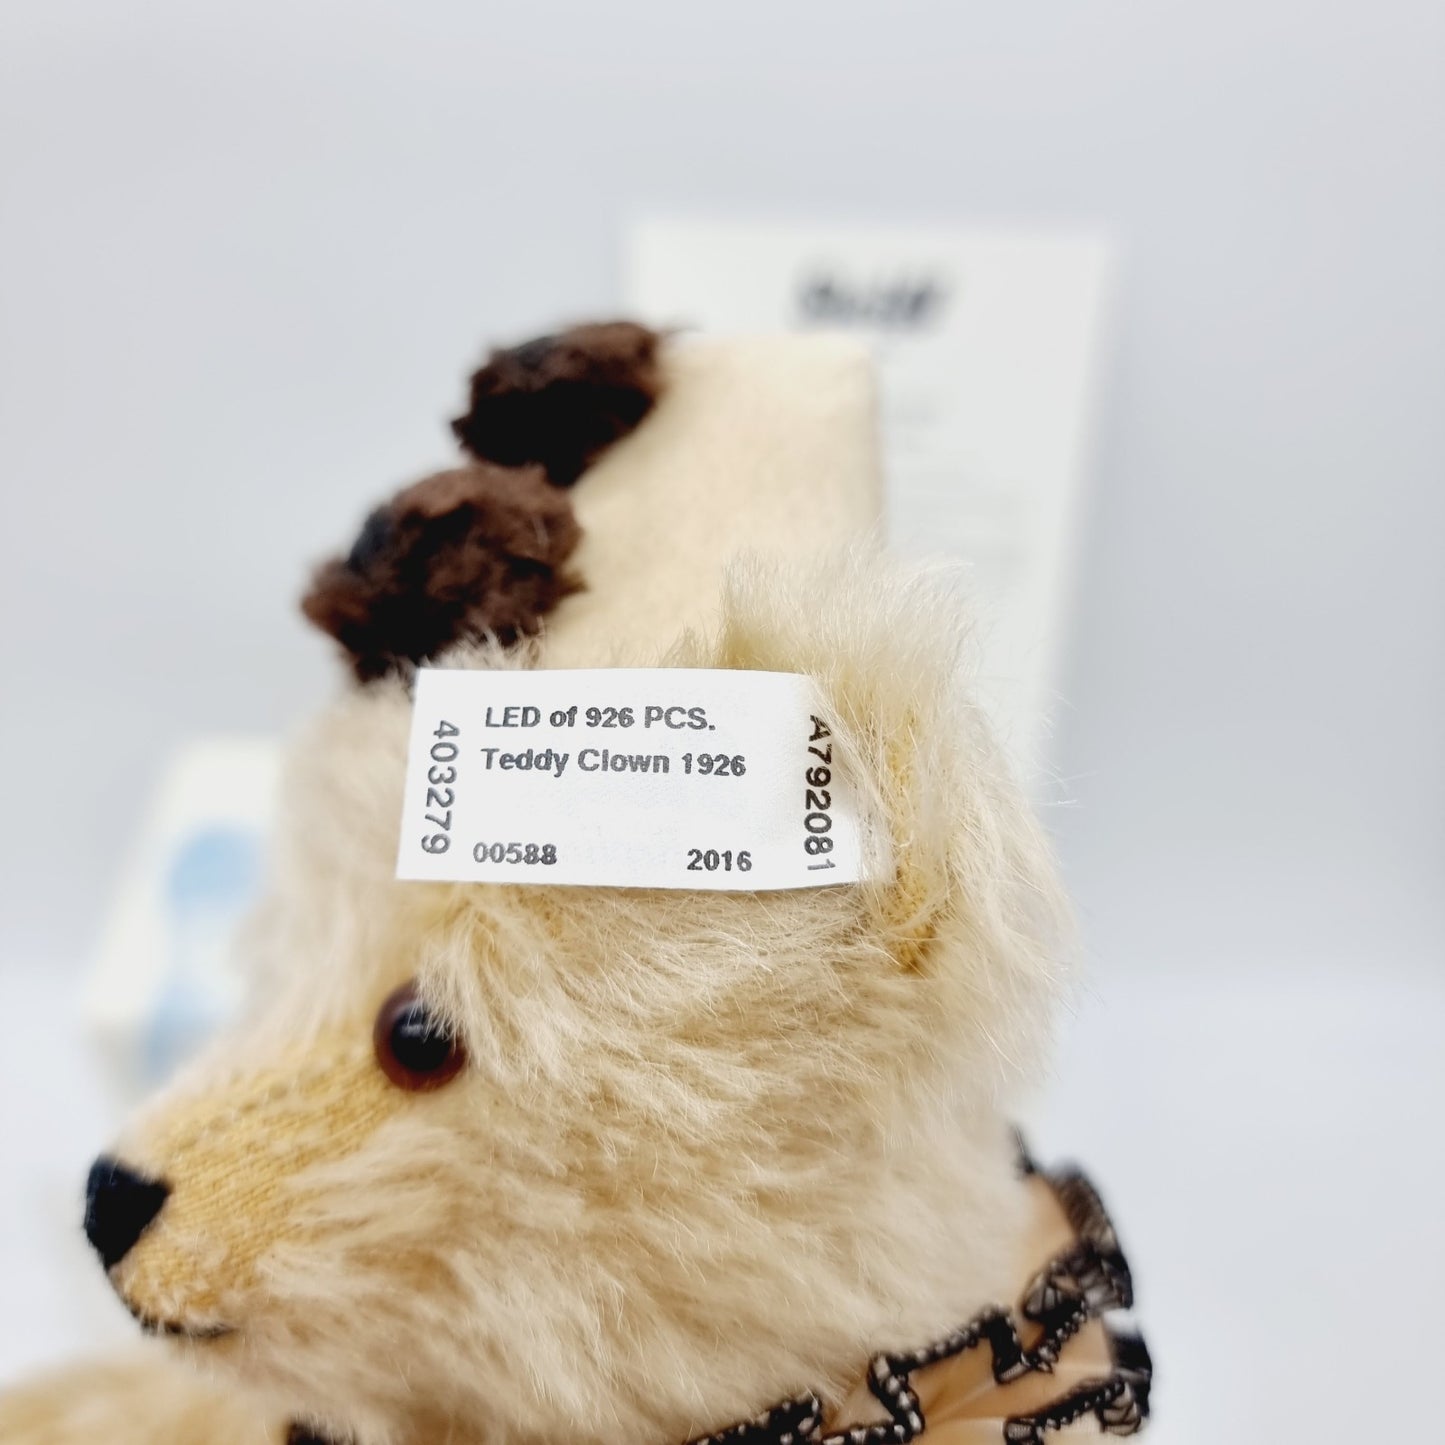 LED of 926 PCS.
Teddy Clown 1926
00588 2016
403279
A792081